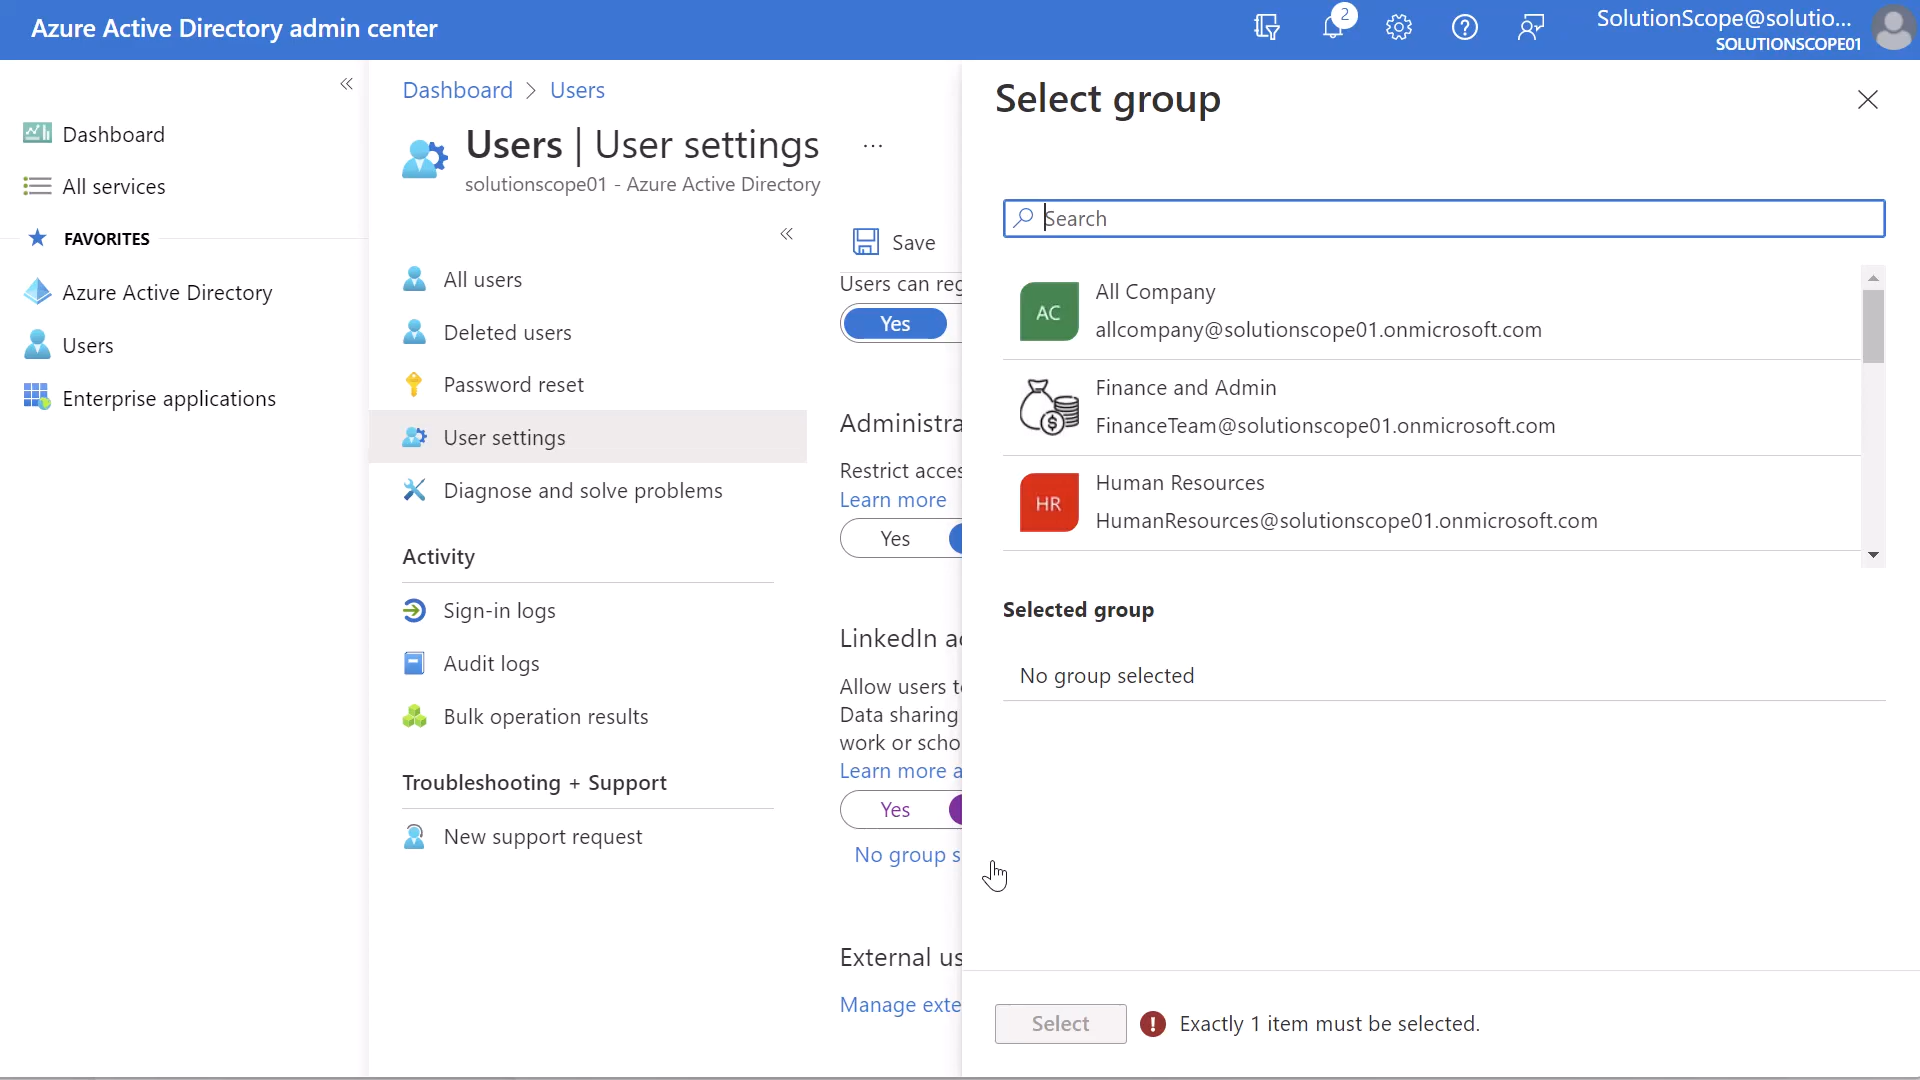 Azure Active Directory admin center
2
SolutionScope@solutio...
SOLUTIONSCOPE01
Dashboard
All services
FAVORITES
Azure Active Directory
Users
Enterprise applications
Dashboard > Users
Users | User settings
...
solutionscope01 - Azure Active Directory
All users
Deleted users
Password reset
User settings
Diagnose and solve problems
Activity
Sign-in logs
Audit logs
Bulk operation results
Troubleshooting + Support
New support request
Save
Users can reg
Yes
Administra
Restrict acces
Learn more
Yes
LinkedIn ac
Allow users to
Data sharing
work or scho
Learn more a
Yes
No group s
External us
Manage exte
Select group
Search
AC
All Company
allcompany@solutionscope01.onmicrosoft.com
Finance and Admin
FinanceTeam@solutionscope01.onmicrosoft.com
HR
Human Resources
HumanResources@solutionscope01.onmicrosoft.com
Selected group
No group selected
Select
Exactly 1 item must be selected.